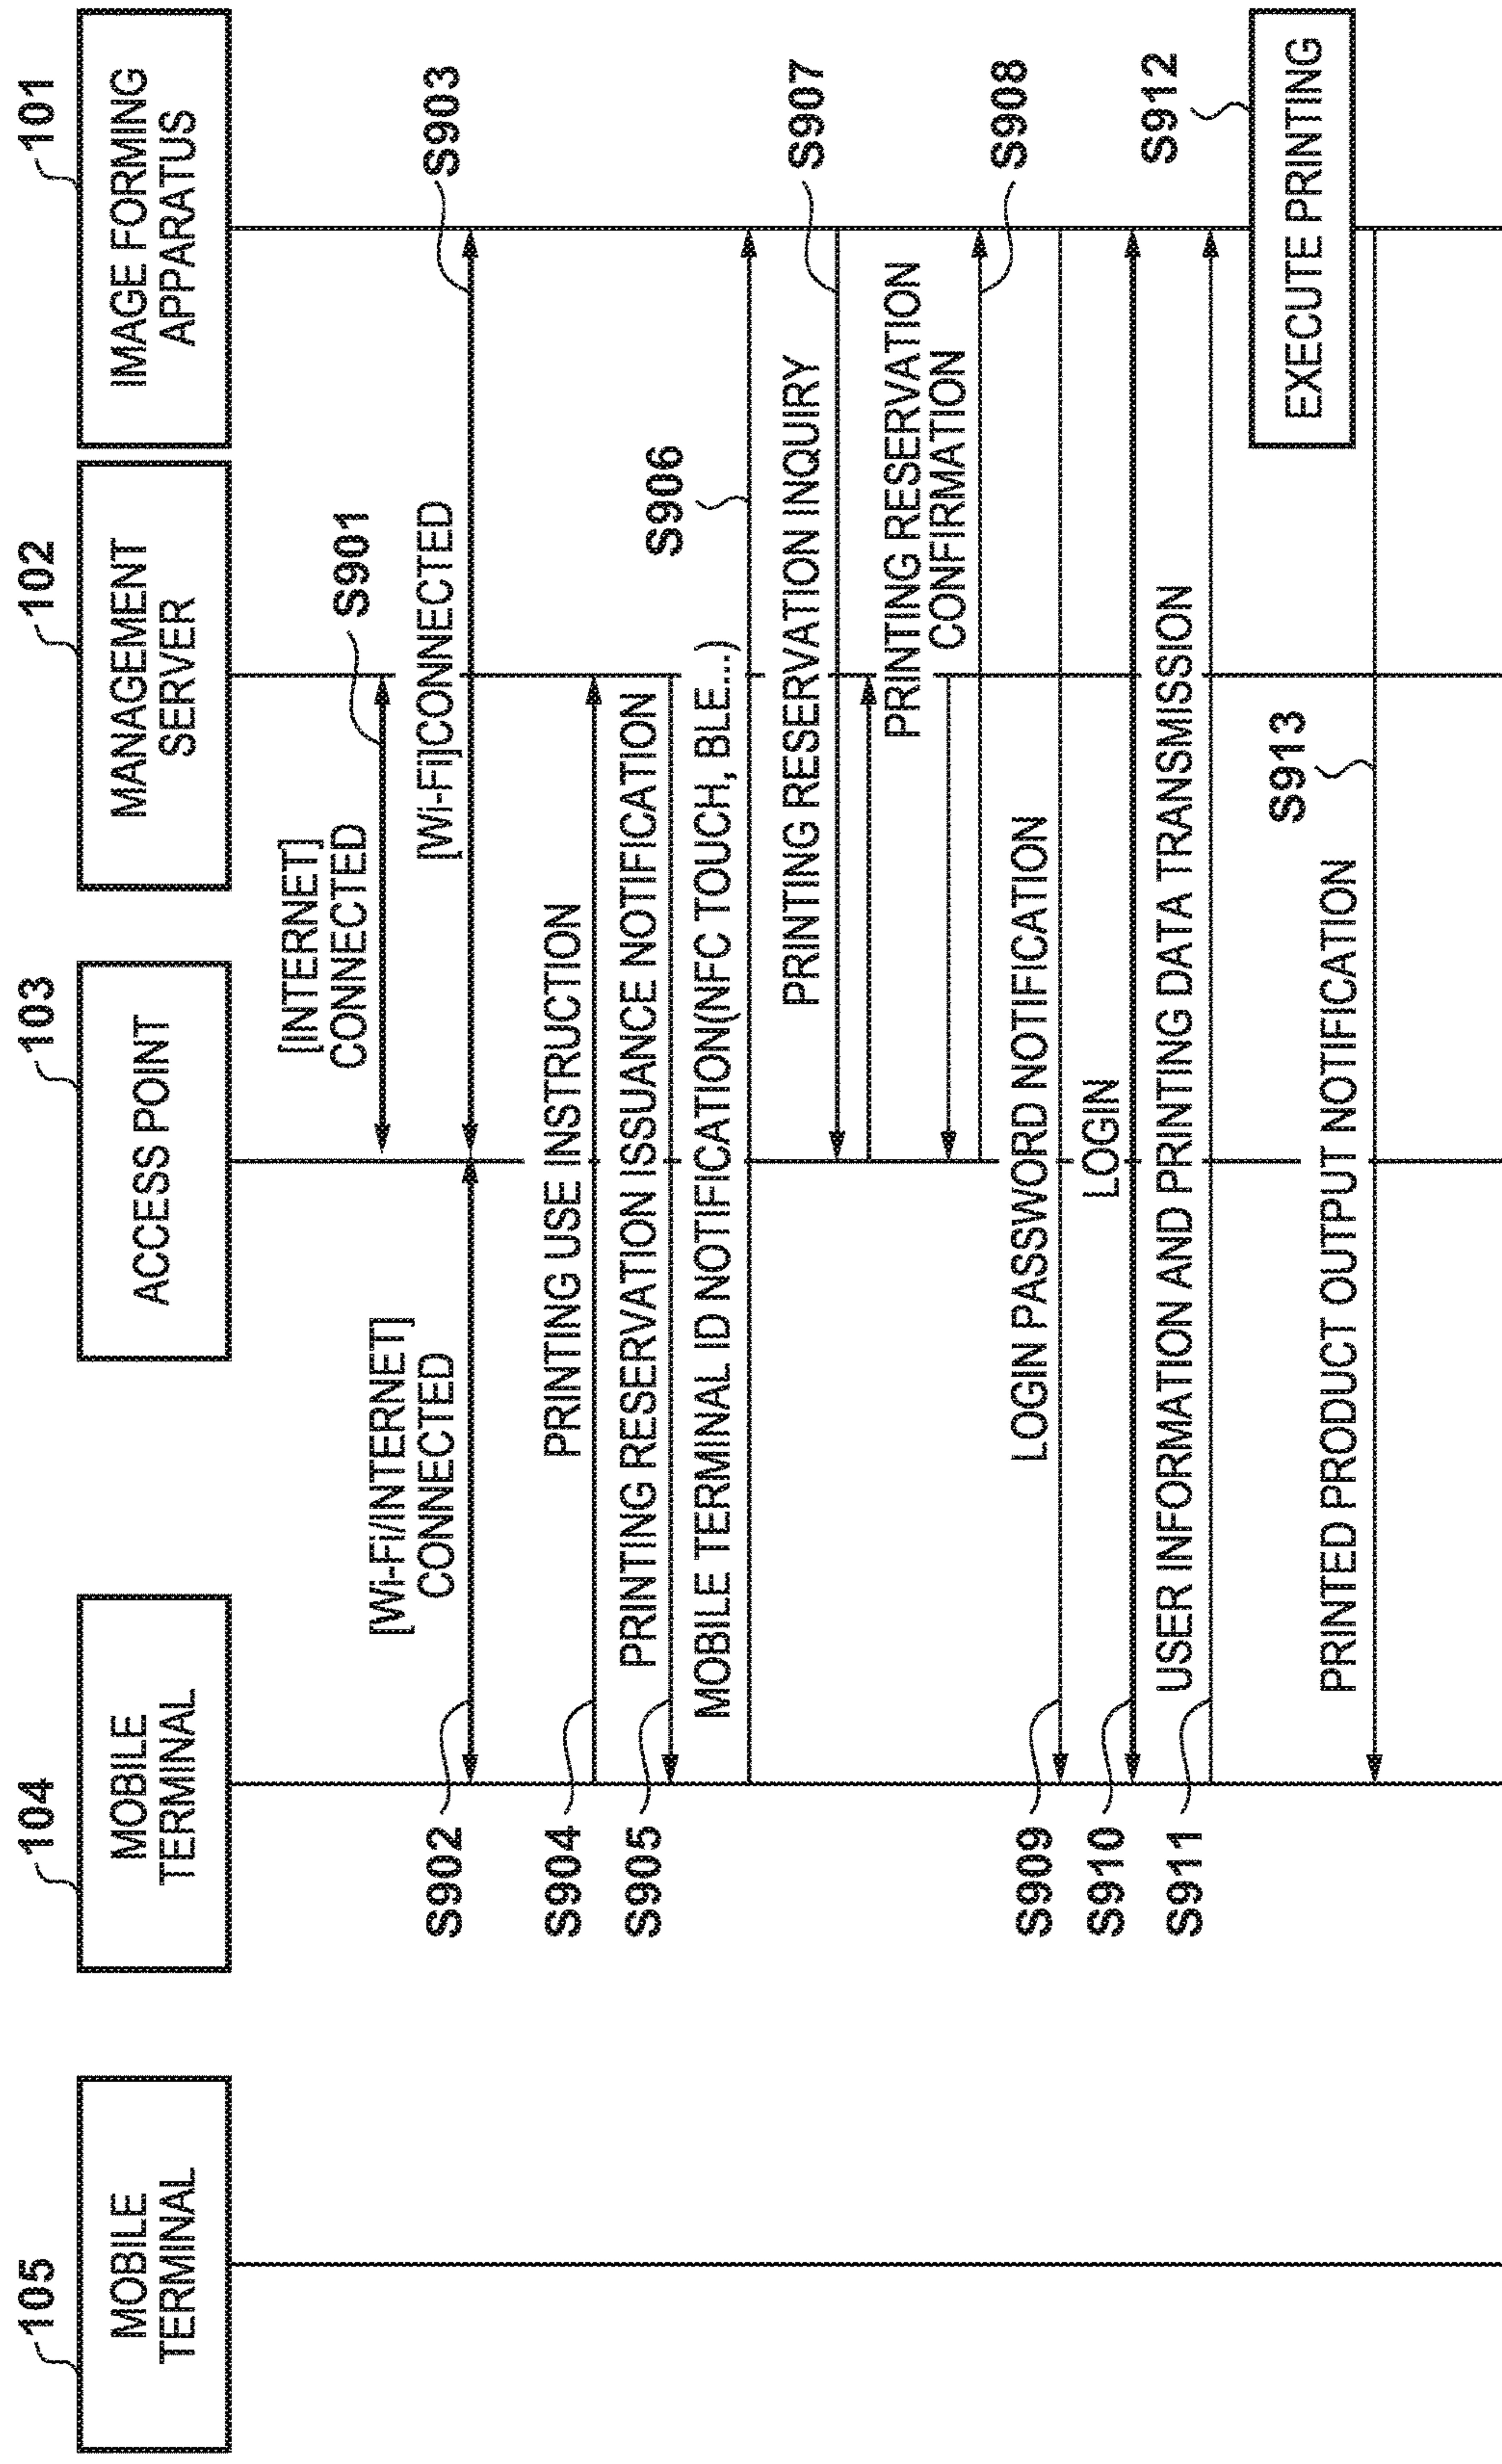 105
MOBILE
TERMINAL
104
MOBILE
TERMINAL
103
ACCESS POINT
102
MANAGEMENT
SERVER
101
IMAGE FORMING
APPARATUS
[INTERNET]
CONNECTED
S901
S902
[Wi-Fi/INTERNET]
CONNECTED
[Wi-Fi]CONNECTED
S903
S904
PRINTING USE INSTRUCTION
S905
PRINTING RESERVATION ISSUANCE NOTIFICATION
MOBILE TERMINAL ID NOTIFICATION(NFC TOUCH, BLE...)
S906
PRINTING RESERVATION INQUIRY
S907
PRINTING RESERVATION
CONFIRMATION
S908
S909
LOGIN PASSWORD NOTIFICATION
S910
LOGIN
S911
USER INFORMATION AND PRINTING DATA TRANSMISSION
S912
EXECUTE PRINTING
PRINTED PRODUCT OUTPUT NOTIFICATION
S913